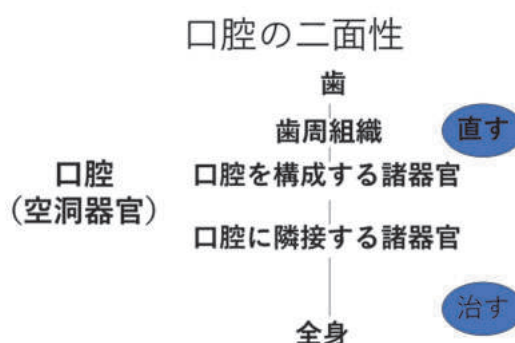 口腔の二面性
歯
歯周組織
直す
口腔
(空洞器官)
口腔を構成する諸器官
口腔に隣接する諸器官
治す
全身